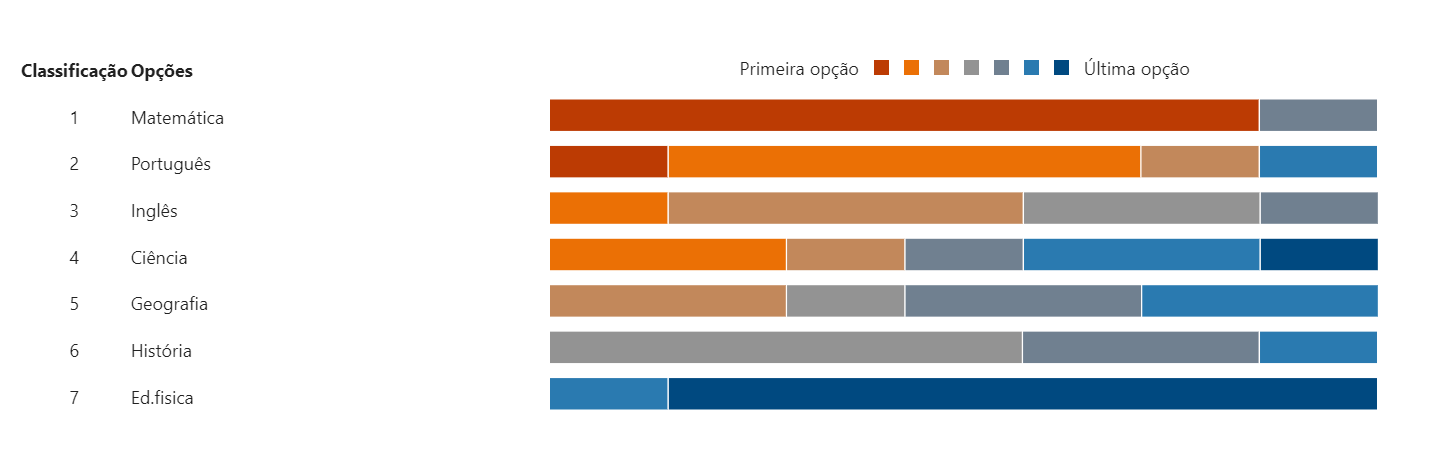 Classificação Opções Primeira opção Última opção
1 Matemática
2 Português
3 Inglês
4 Ciência
5 Geografia
6 História
7 Ed.fisica